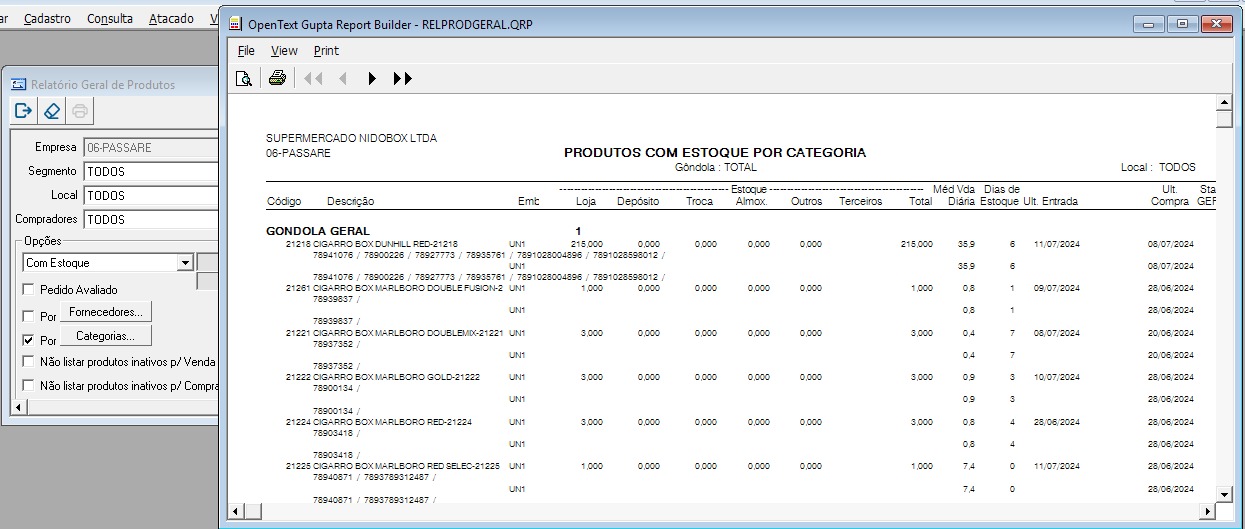 ar Cadastro Consulta Atacado V
OpenText Gupta Report Builder - RELPRODGERAL.QRP
File View Print
Relatório Geral de Produtos
Empresa 06-PASSARE
Segmento TODOS
Local TODOS
Compradores TODOS
Opções
Com Estoque
Pedido Avaliado
Por Fornecedores...
Por Categorias...
Não listar produtos inativos p/ Venda
Não listar produtos inativos p/ Compra
SUPERMERCADO NIDOBOX LTDA
06-PASSARE PRODUTOS COM ESTOQUE POR CATEGORIA
Gôndola : TOTAL Local : TODOS
Estoque Méd Vda Dias de Ult. Sta
Código Descrição Emb Loja Depósito Troca Almox. Outros Terceiros Total Diária Estoque Ult. Entrada Compra GEF
GONDOLA GERAL 1
21218 CIGARRO BOX DUNHILL RED-21218 UN1 215,000 0,000 0,000 0,000 0,000 215,000 35,9 6 11/07/2024 08/07/2024
78941076 / 78900226 / 78927773 / 78935761 / 7891028004896 / 7891028598012 /
UN1 35,9 6 08/07/2024
78941076 / 78900226 / 78927773 / 78935761 / 7891028004896 / 7891028598012 /
21261 CIGARRO BOX MARLBORO DOUBLE FUSION-2 UN1 1,000 0,000 0,000 0,000 0,000 1,000 0,8 1 09/07/2024 28/06/2024
78939837 /
UN1 0,8 1 28/06/2024
78939837 /
21221 CIGARRO BOX MARLBORO DOUBLEMIX-21221 UN1 3,000 0,000 0,000 0,000 0,000 3,000 0,4 7 08/07/2024 20/06/2024
78937352 /
UN1 0,4 7 20/06/2024
78937352 /
21222 CIGARRO BOX MARLBORO GOLD-21222 UN1 3,000 0,000 0,000 0,000 0,000 3,000 0,9 3 10/07/2024 28/06/2024
78900134 /
UN1 0,9 3 28/06/2024
78900134 /
21224 CIGARRO BOX MARLBORO RED-21224 UN1 3,000 0,000 0,000 0,000 0,000 3,000 0,8 4 28/06/2024 28/06/2024
78903418 /
UN1 0,8 4 28/06/2024
78903418 /
21225 CIGARRO BOX MARLBORO RED SELEC-21225 UN1 1,000 0,000 0,000 0,000 0,000 1,000 7,4 0 11/07/2024 28/06/2024
78940871 / 7893789312487 /
UN1 7,4 0 28/06/2024
78940871 / 7893789312487 /